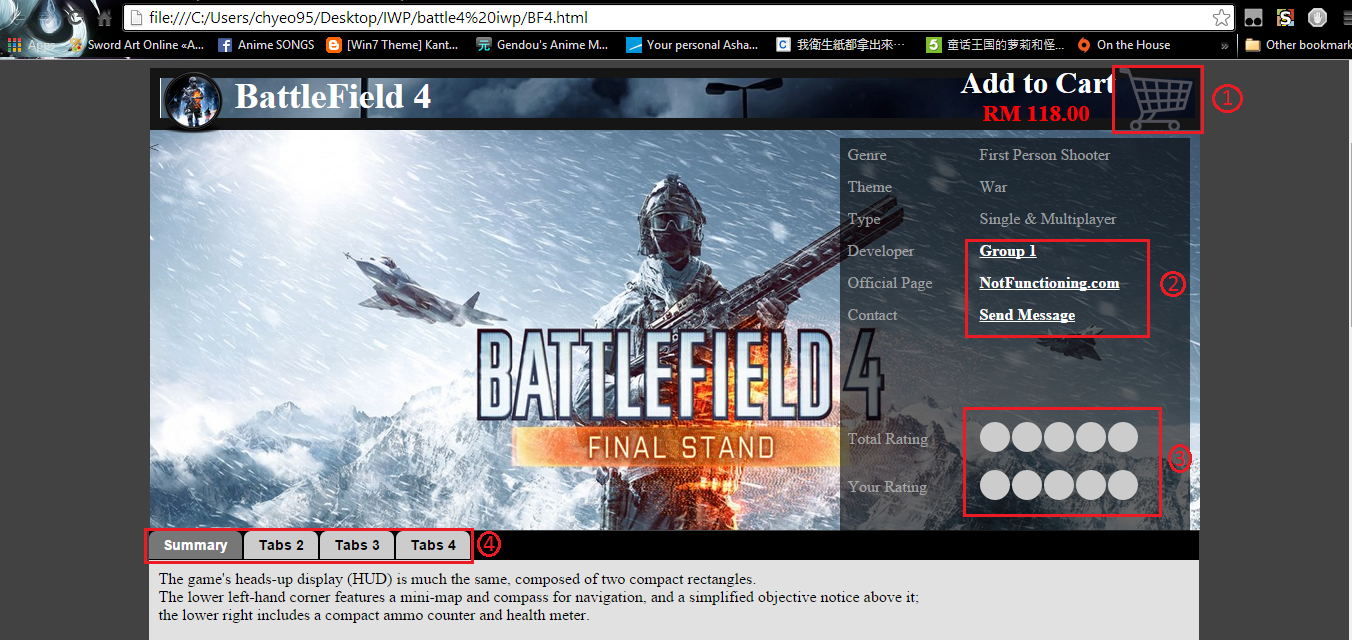 file:///C:/Users/chyeo95/Desktop/IWP/battle4%20iwp/BF4.html
Apps Sword Art Online «A... Anime SONGS [Win7 Theme] Kant... Gendou's Anime M... Your personal Asha... 我衛生紙都拿出來… 童话王国的萝莉和怪... On the House » Other bookmark
BattleField 4
Add to Cart
RM 118.00
①
<
Genre First Person Shooter
Theme War
Type Single & Multiplayer
Developer Group 1
Official Page NotFunctioning.com
Contact Send Message
②
BATTLEFIELD 4
FINAL STAND
Total Rating
Your Rating
③
Summary Tabs 2 Tabs 3 Tabs 4
④
The game's heads-up display (HUD) is much the same, composed of two compact rectangles.
The lower left-hand corner features a mini-map and compass for navigation, and a simplified objective notice above it;
the lower right includes a compact ammo counter and health meter.